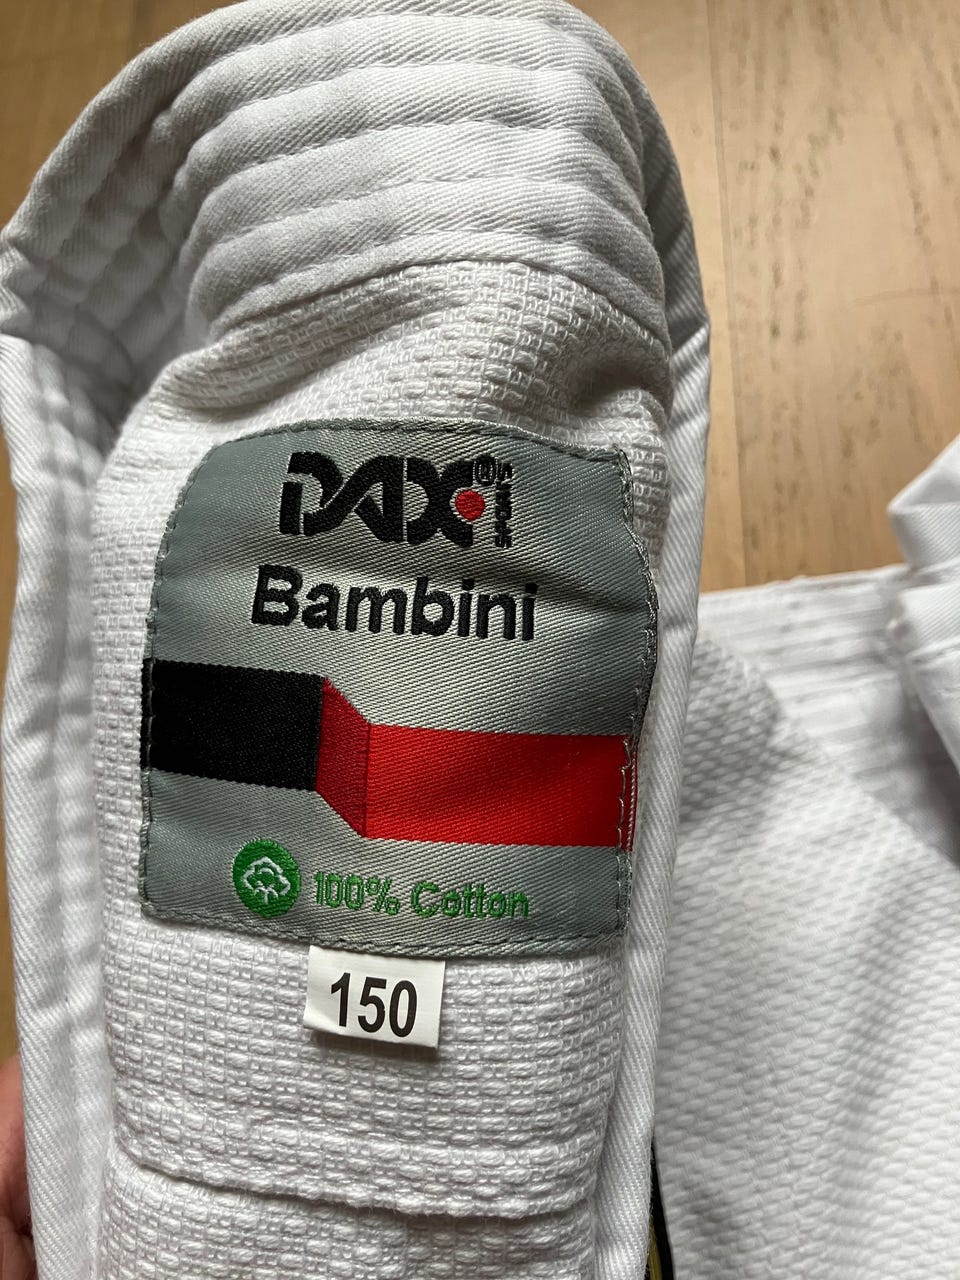 DAX® SPORTS
Bambini
100% Cotton
150